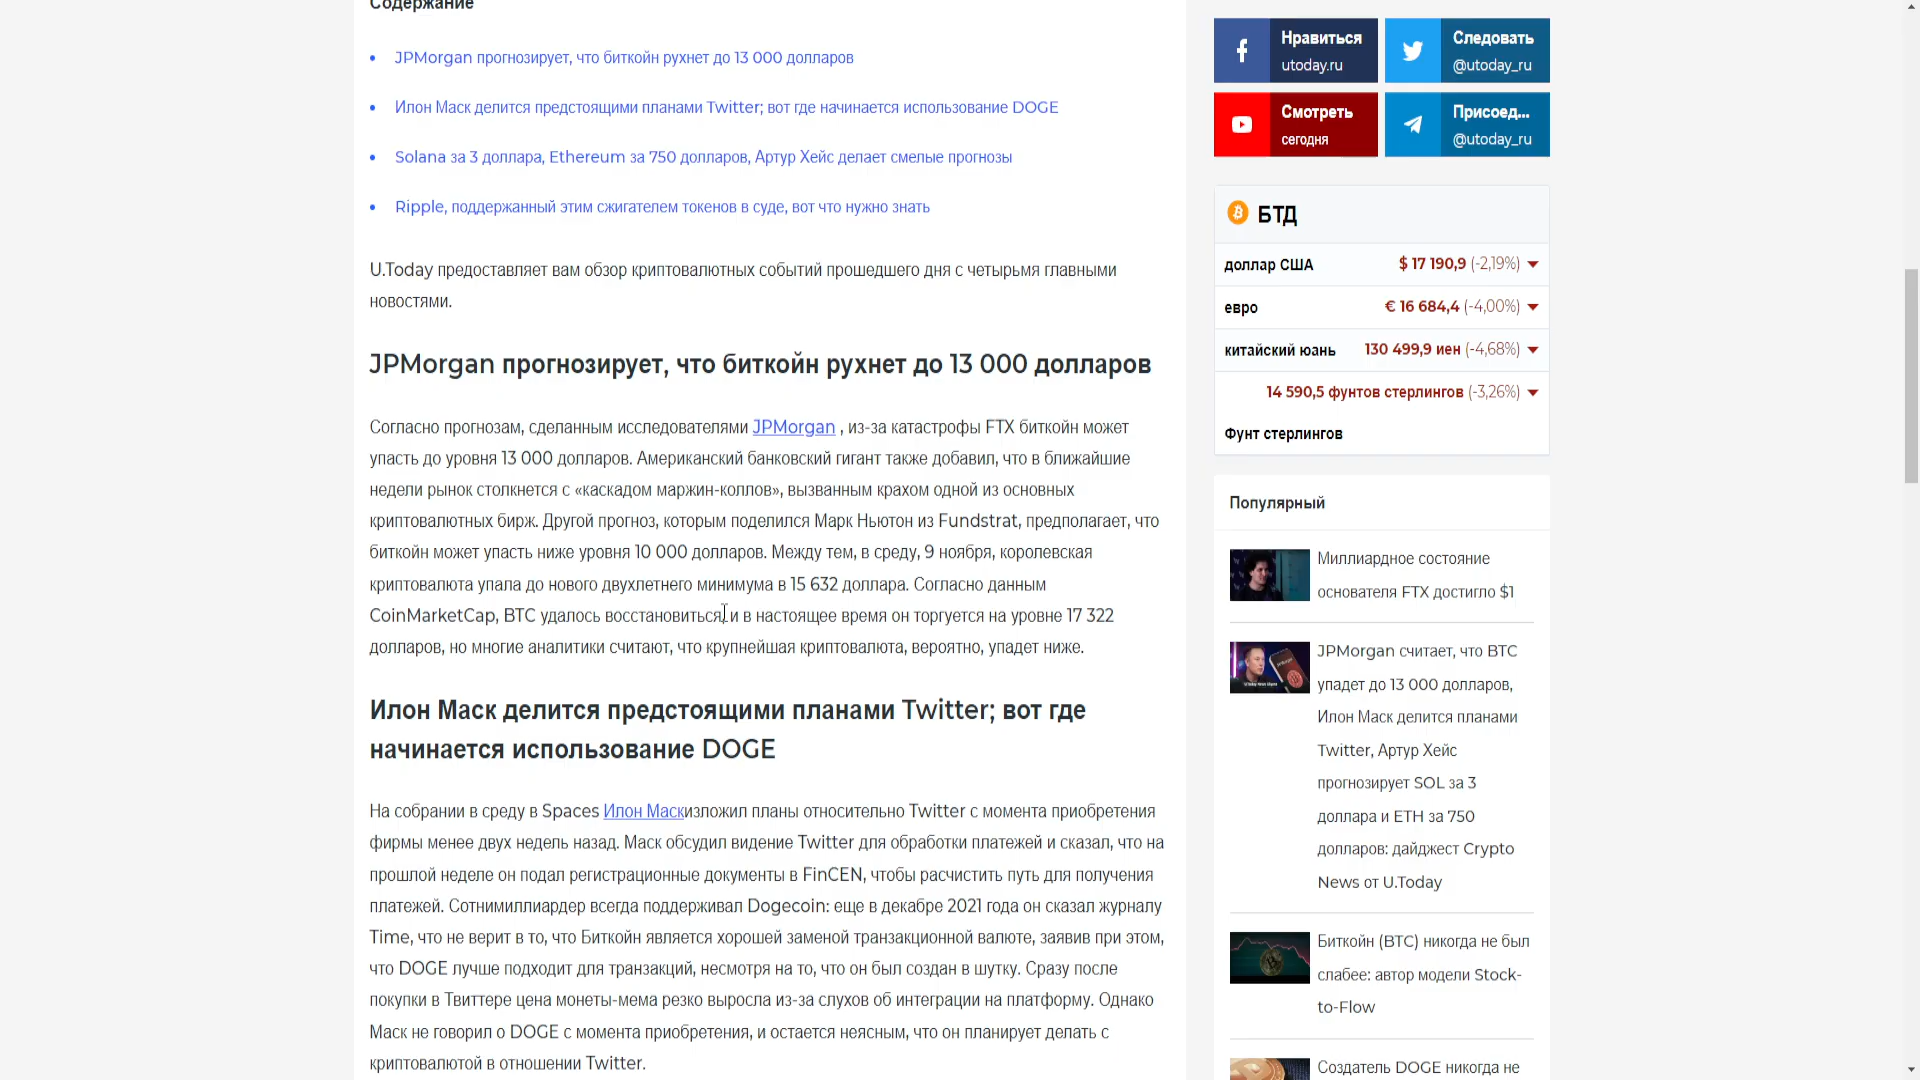 Содержание
JPMorgan прогнозирует, что биткойн рухнет до 13 000 долларов
Илон Маск делится предстоящими планами Twitter; вот где начинается использование DOGE
Solana за 3 доллара, Ethereum за 750 долларов, Артур Хейс делает смелые прогнозы
Ripple, поддержанный этим сжигателем токенов в суде, вот что нужно знать
U.Today предоставляет вам обзор криптовалютных событий прошедшего дня с четырьмя главными
новостями.
JPMorgan прогнозирует, что биткойн рухнет до 13 000 долларов
Согласно прогнозам, сделанным исследователями JPMorgan , из-за катастрофы FTX биткойн может
упасть до уровня 13 000 долларов. Американский банковский гигант также добавил, что в ближайшие
недели рынок столкнется с «каскадом маржин-коллов», вызванным крахом одной из основных
криптовалютных бирж. Другой прогноз, которым поделился Марк Ньютон из Fundstrat, предполагает, что
биткойн может упасть ниже уровня 10 000 долларов. Между тем, в среду, 9 ноября, королевская
криптовалюта упала до нового двухлетнего минимума в 15 632 доллара. Согласно данным
CoinMarketCap, BTC удалось восстановиться, и в настоящее время он торгуется на уровне 17 322
долларов, но многие аналитики считают, что крупнейшая криптовалюта, вероятно, упадет ниже.
Илон Маск делится предстоящими планами Twitter; вот где
начинается использование DOGE
На собрании в среду в Spaces Илон Маскизложил планы относительно Twitter с момента приобретения
фирмы менее двух недель назад. Маск обсудил видение Twitter для обработки платежей и сказал, что на
прошлой неделе он подал регистрационные документы в FinCEN, чтобы расчистить путь для получения
платежей. Сотнимиллиардер всегда поддерживал Dogecoin: еще в декабре 2021 года он сказал журналу
Time, что не верит в то, что Биткойн является хорошей заменой транзакционной валюте, заявив при этом,
что DOGE лучше подходит для транзакций, несмотря на то, что он был создан в шутку. Сразу после
покупки в Твиттере цена монеты-мема резко выросла из-за слухов об интеграции на платформу. Однако
Маск не говорил о DOGE с момента приобретения, и остается неясным, что он планирует делать с
криптовалютой в отношении Twitter.
Нравиться
utoday.ru
Следовать
@utoday_ru
Смотреть
сегодня
Присоед...
@utoday_ru
БТД
доллар США $ 17 190,9 (-2,19%)
евро € 16 684,4 (-4,00%)
китайский юань 130 499,9 иен (-4,68%)
14 590,5 фунтов стерлингов (-3,26%)
Фунт стерлингов
Популярный
Миллиардное состояние
основателя FTX достигло $1
JPMorgan считает, что BTC
упадет до 13 000 долларов,
Илон Маск делится планами
Twitter, Артур Хейс
прогнозирует SOL за 3
доллара и ETH за 750
долларов: дайджест Crypto
News от U.Today
Биткойн (BTC) никогда не был
слабее: автор модели Stock-
to-Flow
Создатель DOGE никогда не